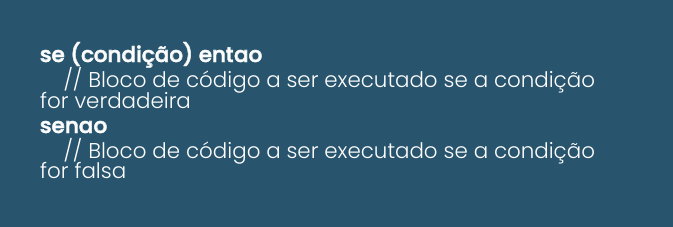 se (condição) entao
// Bloco de código a ser executado se a condição
for verdadeira
senao
// Bloco de código a ser executado se a condição
for falsa